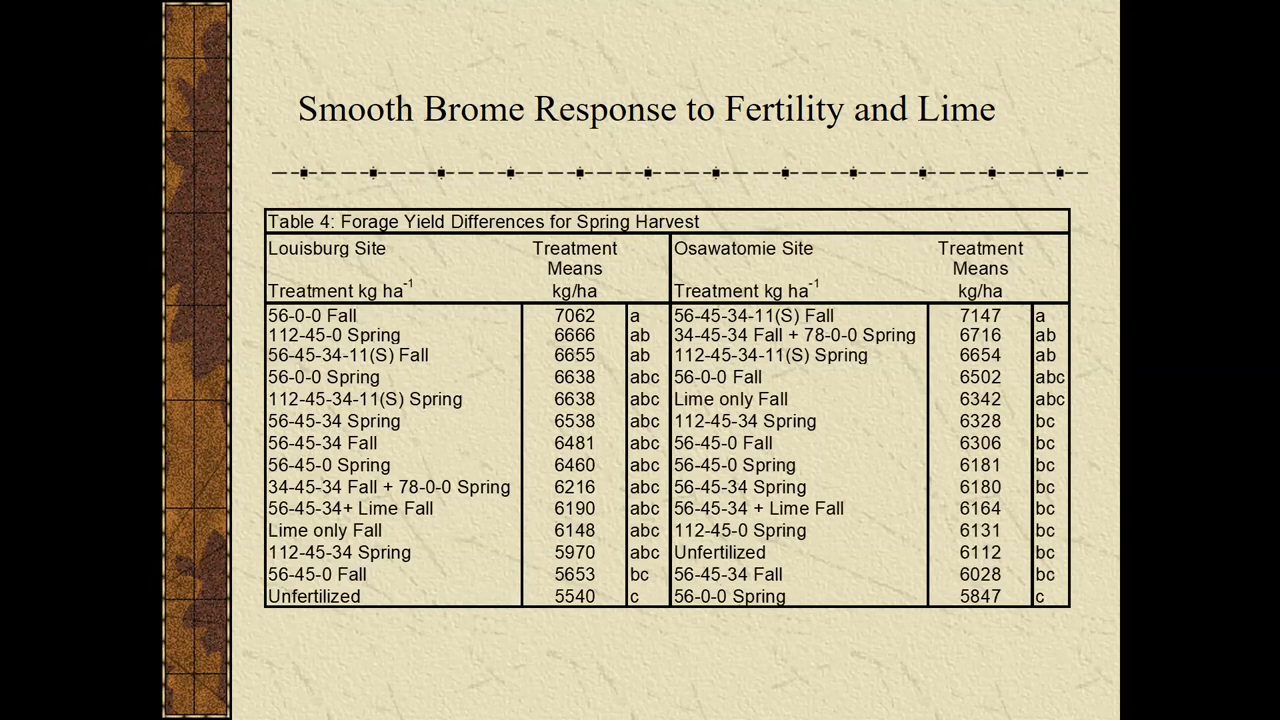 Smooth Brome Response to Fertility and Lime
Table 4: Forage Yield Differences for Spring Harvest
Louisburg Site Treatment Osawatomie Site Treatment
Means Means
Treatment kg ha-1 kg/ha Treatment kg ha-1 kg/ha
56-0-0 Fall 7062 a 56-45-34-11(S) Fall 7147 a
112-45-0 Spring 6666 ab 34-45-34 Fall + 78-0-0 Spring 6716 ab
56-45-34-11(S) Fall 6655 ab 112-45-34-11(S) Spring 6654 ab
56-0-0 Spring 6638 abc 56-0-0 Fall 6502 abc
112-45-34-11(S) Spring 6638 abc Lime only Fall 6342 abc
56-45-34 Spring 6538 abc 112-45-34 Spring 6328 bc
56-45-34 Fall 6481 abc 56-45-0 Fall 6306 bc
56-45-0 Spring 6460 abc 56-45-0 Spring 6181 bc
34-45-34 Fall + 78-0-0 Spring 6216 abc 56-45-34 Spring 6180 bc
56-45-34+ Lime Fall 6190 abc 56-45-34 + Lime Fall 6164 bc
Lime only Fall 6148 abc 112-45-0 Spring 6131 bc
112-45-34 Spring 5970 abc Unfertilized 6112 bc
56-45-0 Fall 5653 bc 56-45-34 Fall 6028 bc
Unfertilized 5540 c 56-0-0 Spring 5847 c